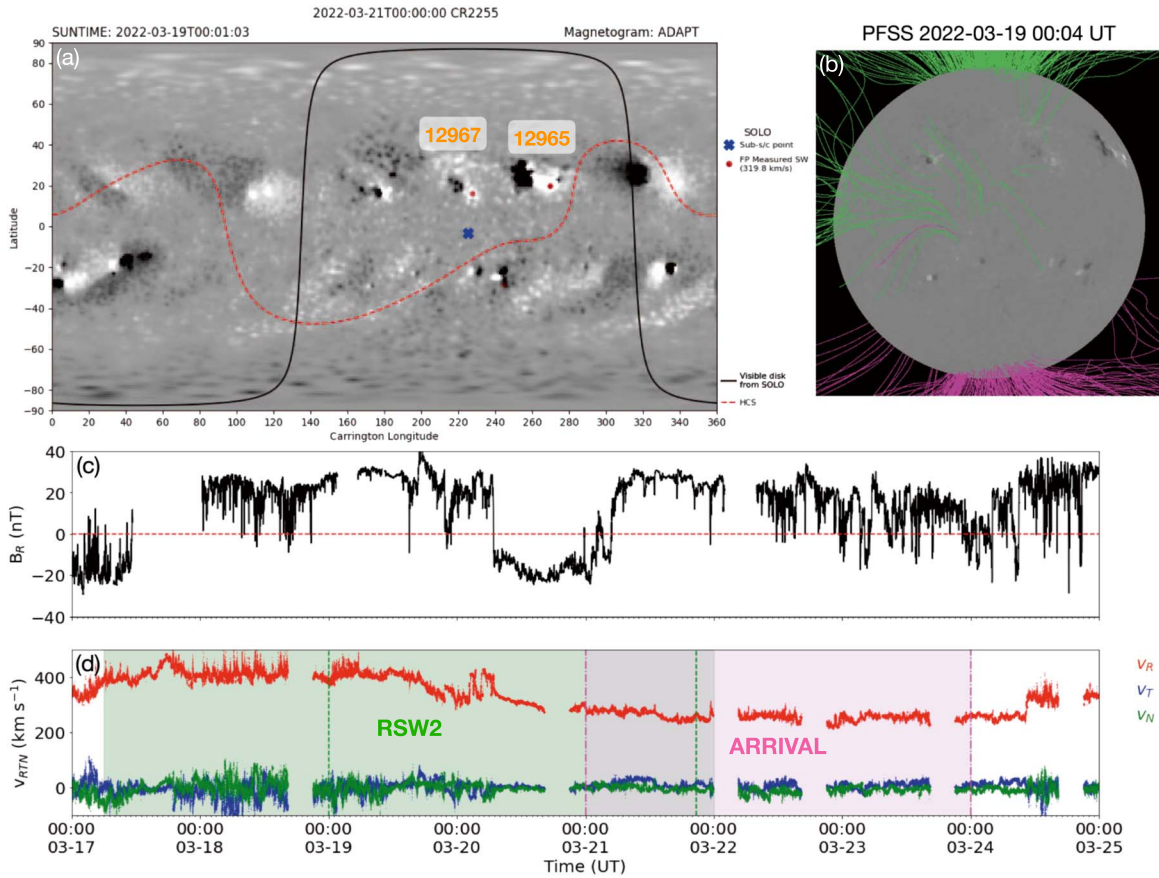 2022-03-21T00:00:00 CR2255
SUNTIME: 2022-03-19T00:01:03
Magnetogram: ADAPT
(a)
12967
12965
SOLO
Sub-s/c point
FP Measured SW
(319.8 km/s)
Visible disk
from SOLO
HCS
Latitude
90
80
60
40
20
0
−20
−40
−60
−80
−90
0 20 40 60 80 100 120 140 160 180 200 220 240 260 280 300 320 340 360
Carrington Longitude
PFSS 2022-03-19 00:04 UT
(b)
(c)
B_R (nT)
40
20
0
−20
−40
(d)
v_RTN (km s⁻¹)
400
200
0
RSW2
ARRIVAL
v_R
v_T
v_N
00:00 00:00 00:00 00:00 00:00 00:00 00:00 00:00 00:00
03-17 03-18 03-19 03-20 03-21 03-22 03-23 03-24 03-25
Time (UT)